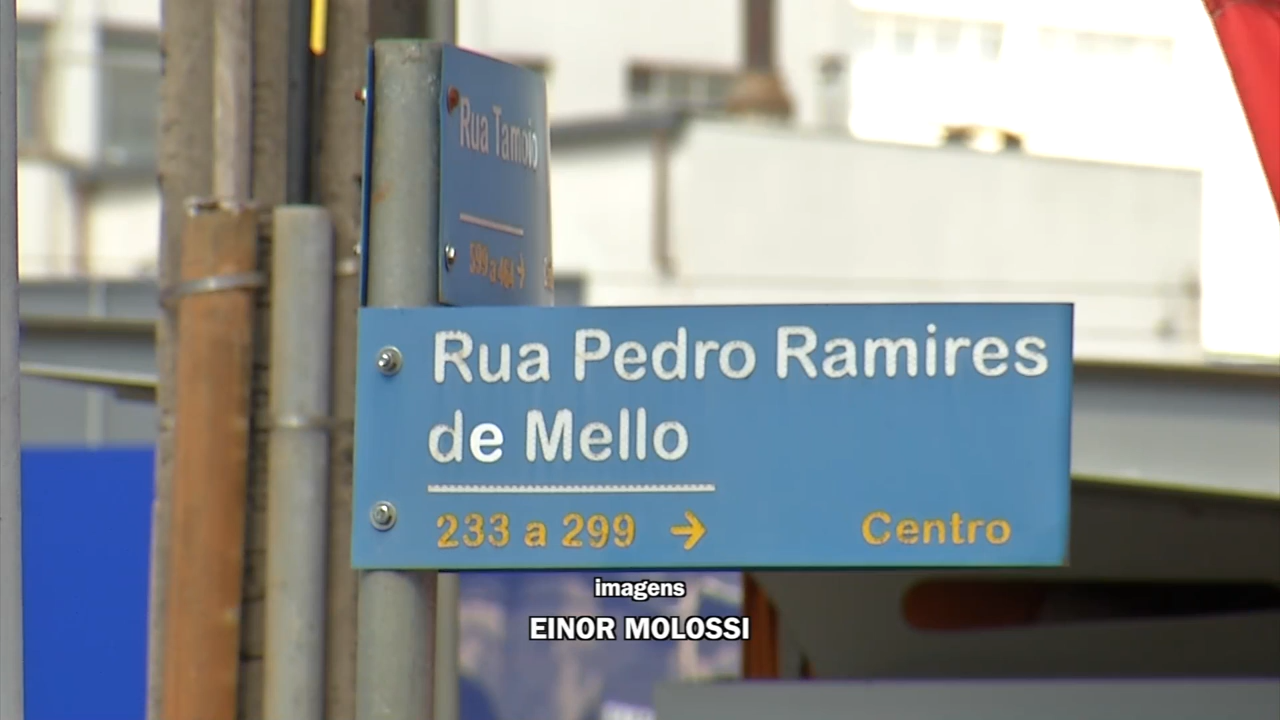 Rua Tamoio
Rua Pedro Ramires
de Mello
233 a 299 → Centro
imagens
EINOR MOLOSSI